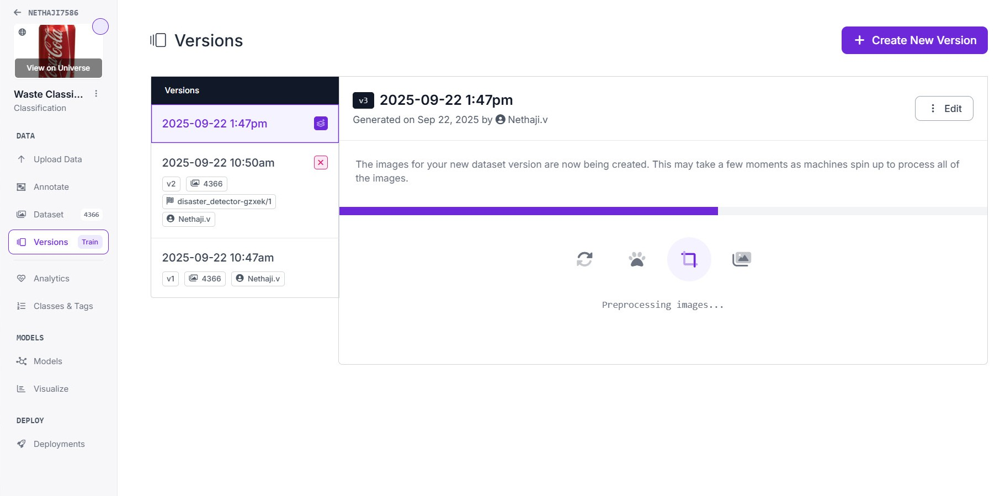 NETHAJI7586
Coca-Cola
View on Universe
Waste Classi...
Classification
DATA
Upload Data
Annotate
Dataset 4366
Versions Train
Analytics
Classes & Tags
MODELS
Models
Visualize
DEPLOY
Deployments
Versions
Create New Version
Versions
2025-09-22 1:47pm
2025-09-22 10:50am
v2 4366
disaster_detector-gzxek/1
Nethaji.v
2025-09-22 10:47am
v1 4366 Nethaji.v
v3 2025-09-22 1:47pm
Generated on Sep 22, 2025 by Nethaji.v
Edit
The images for your new dataset version are now being created. This may take a few moments as machines spin up to process all of
the images.
Preprocessing images...